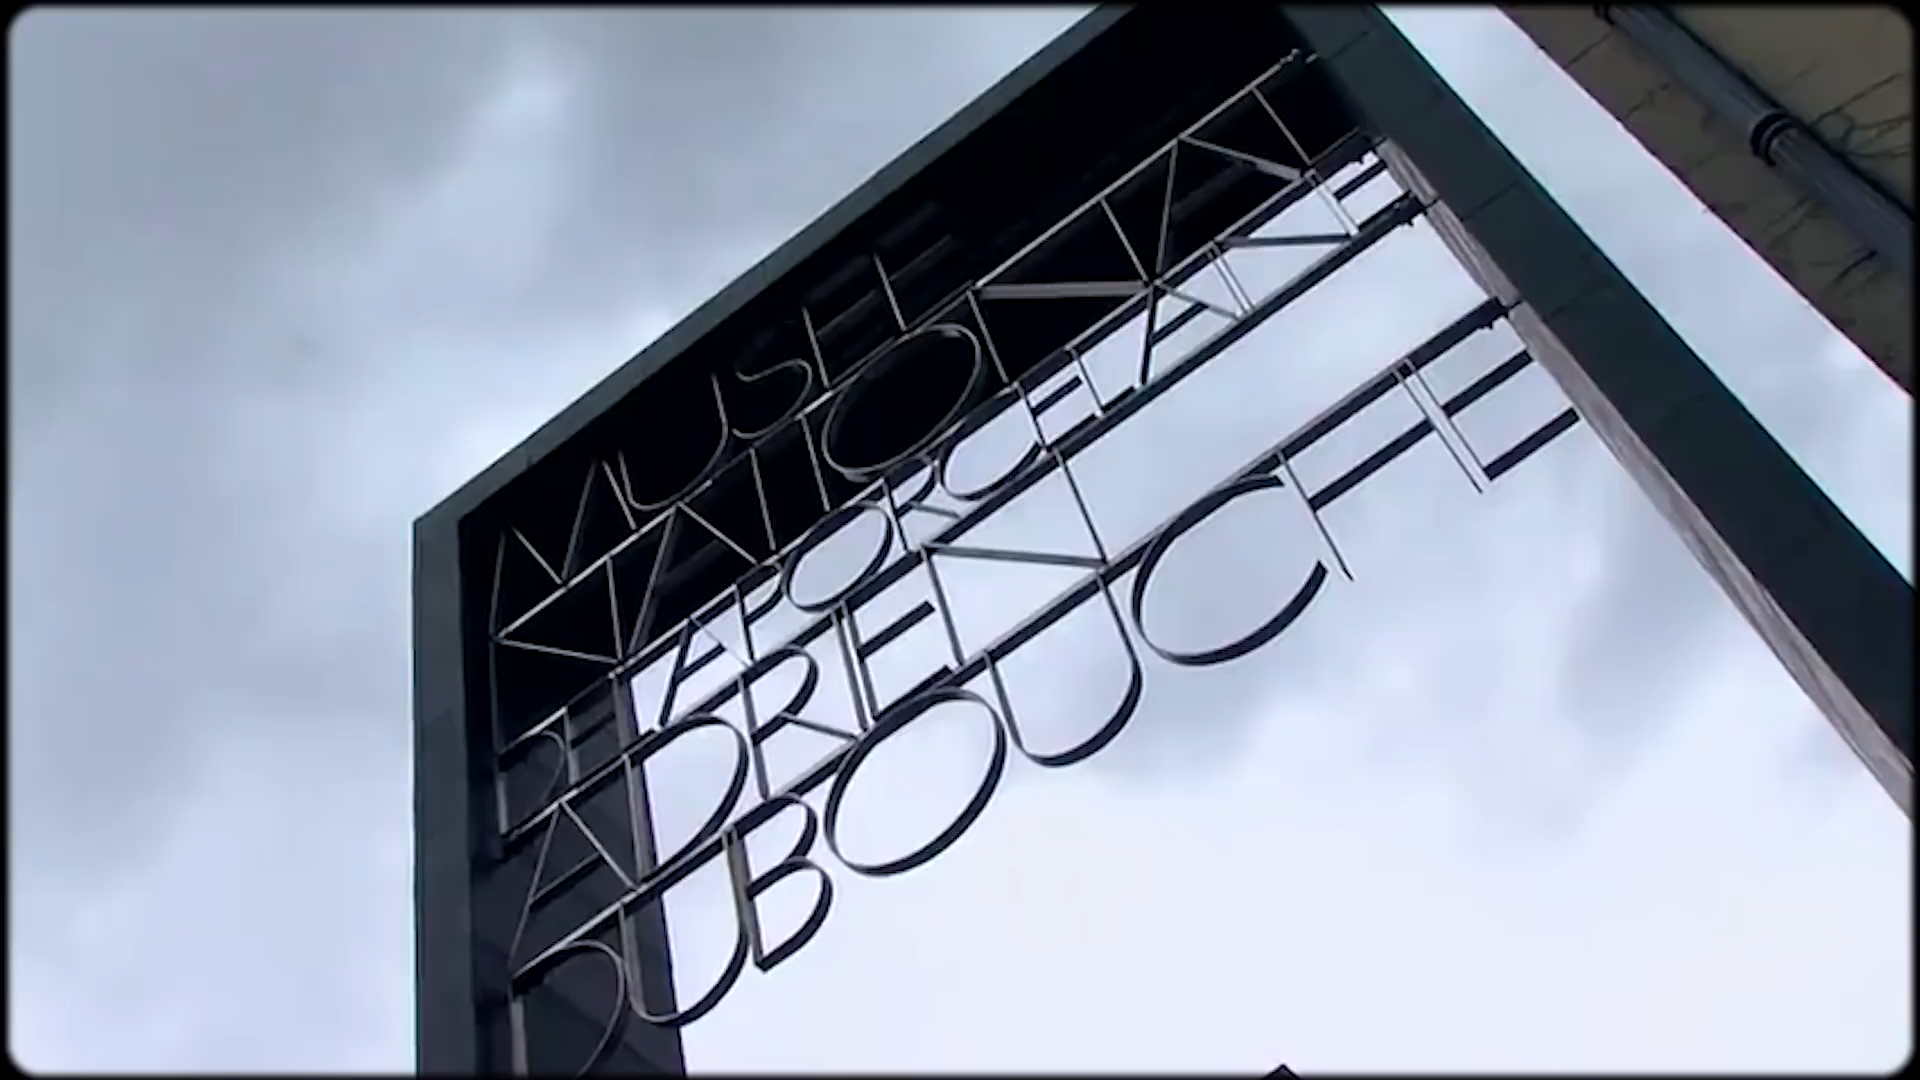 MUSEE
NATIONAL
DE LA PORCELAINE
ADRIEN
DUBOUCHE